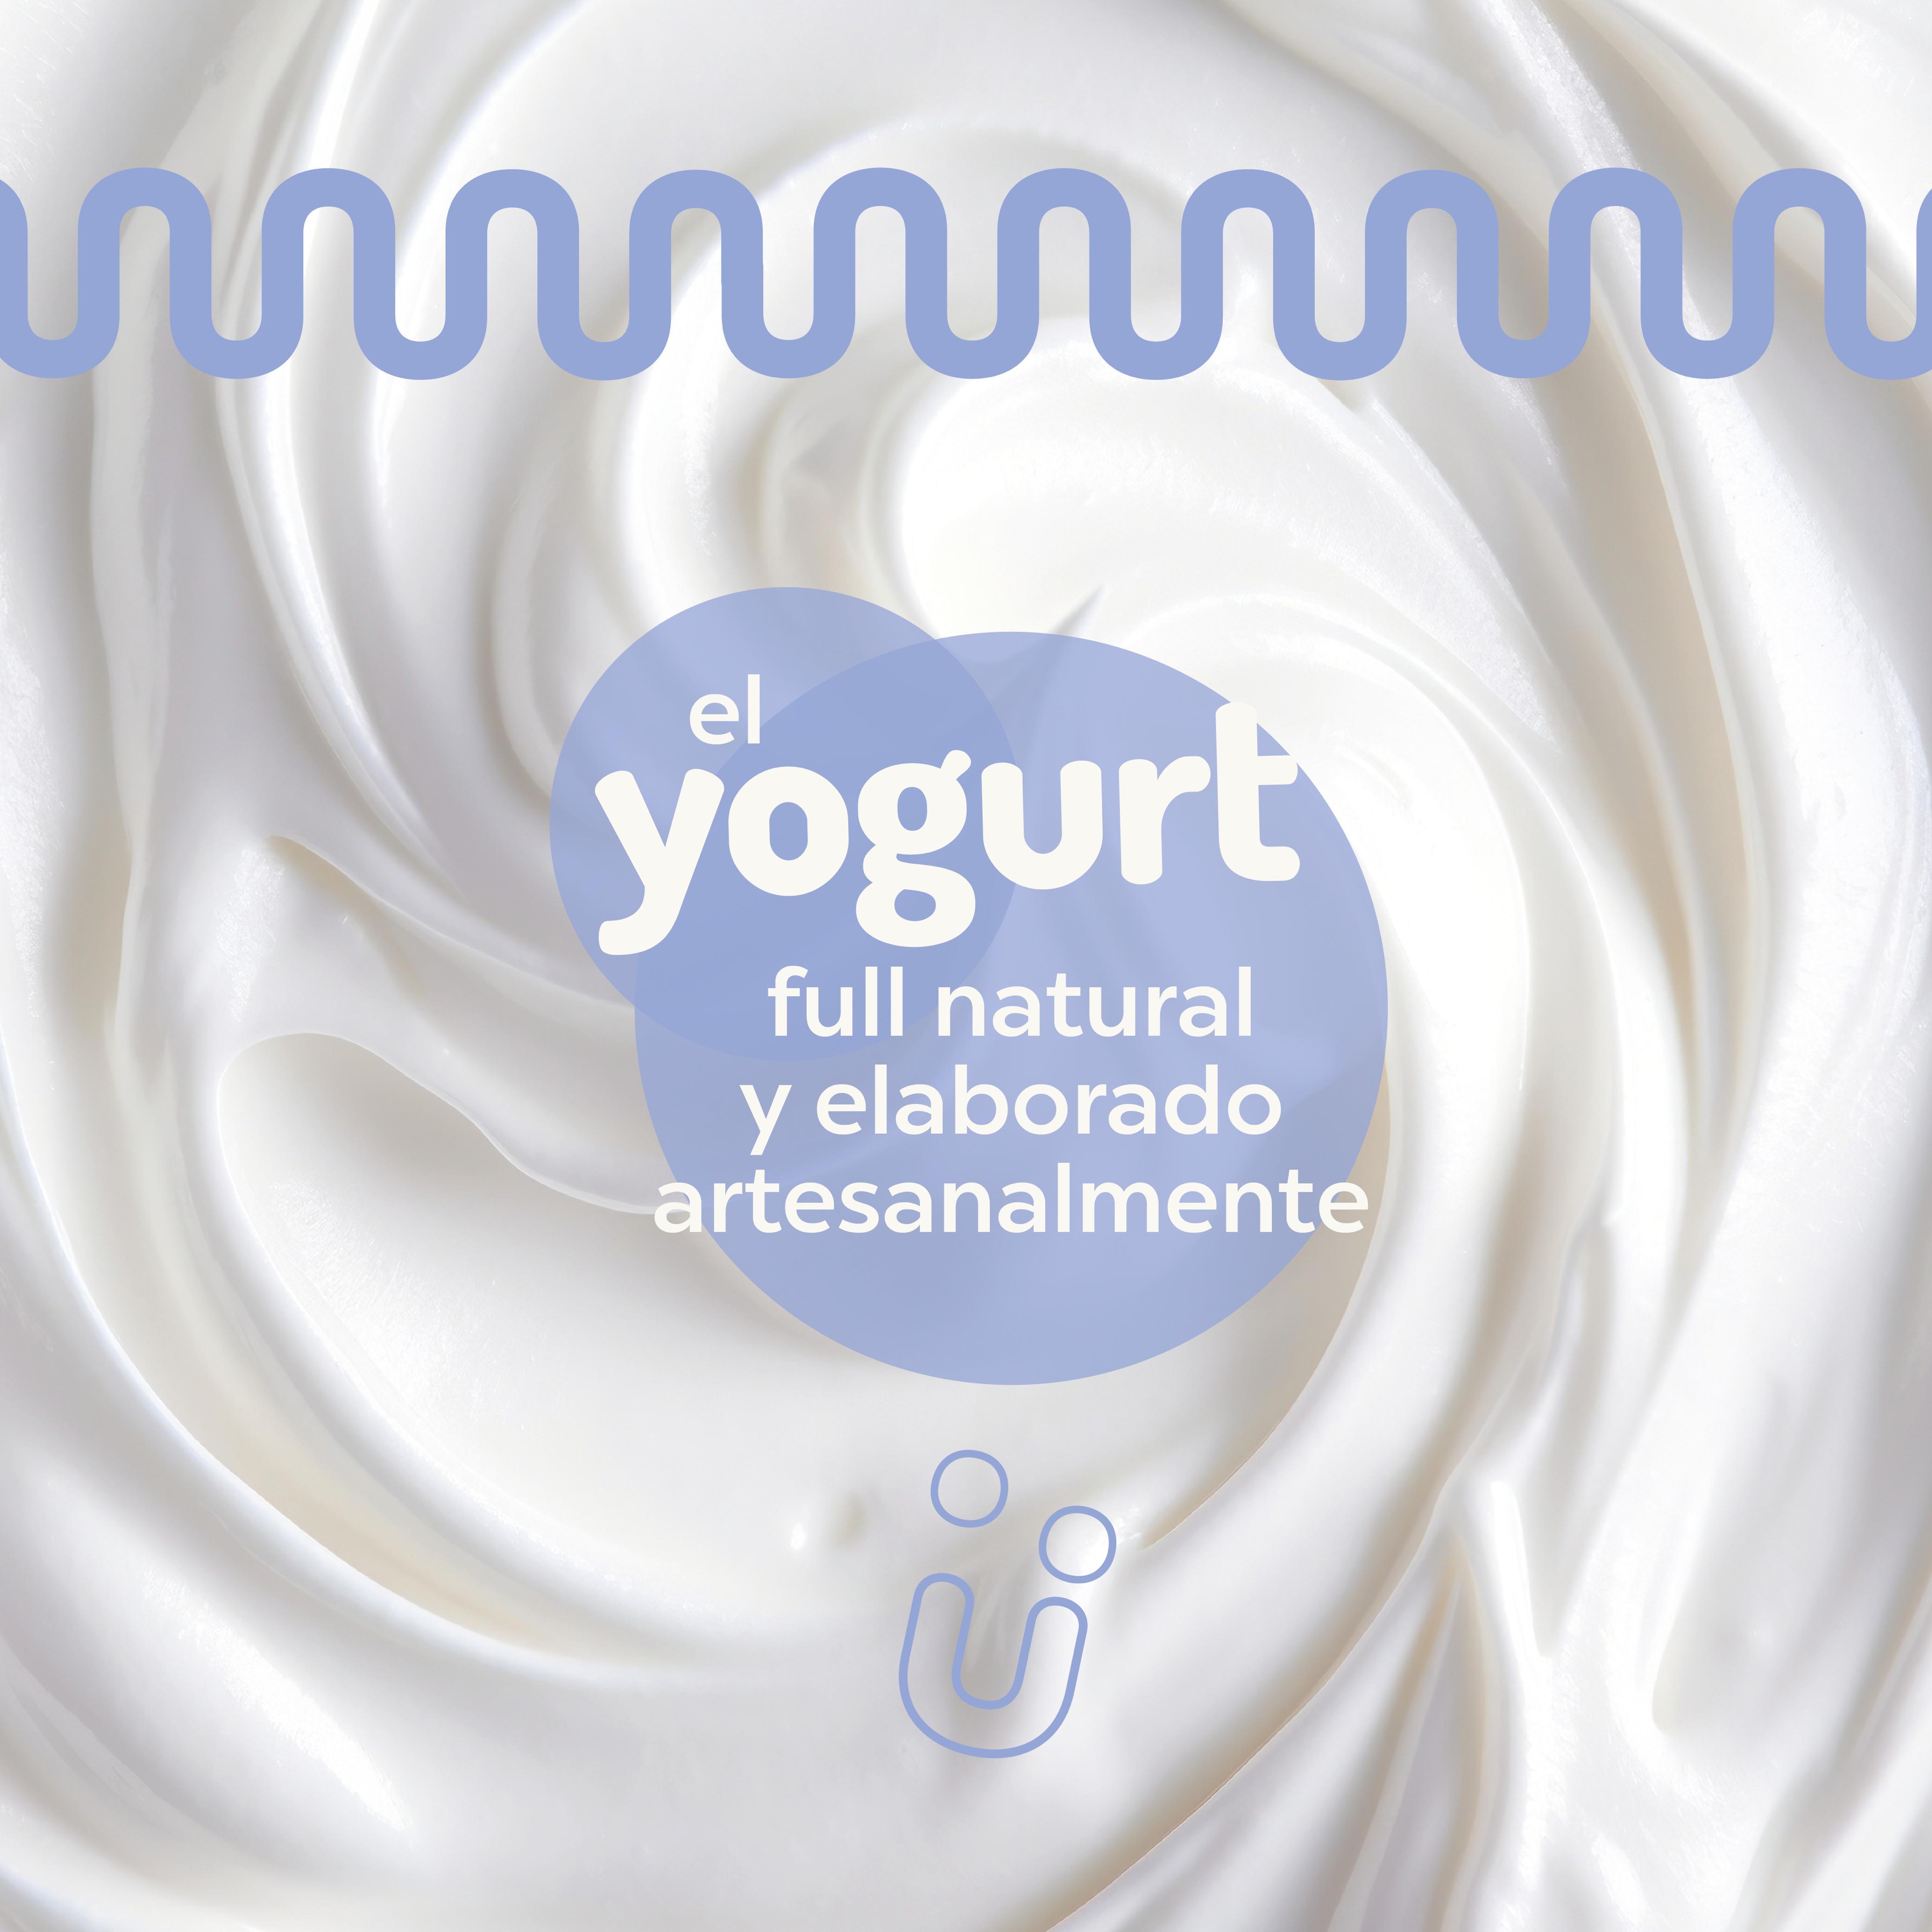 el
yogurt
full natural
y elaborado
artesanalmente
ü